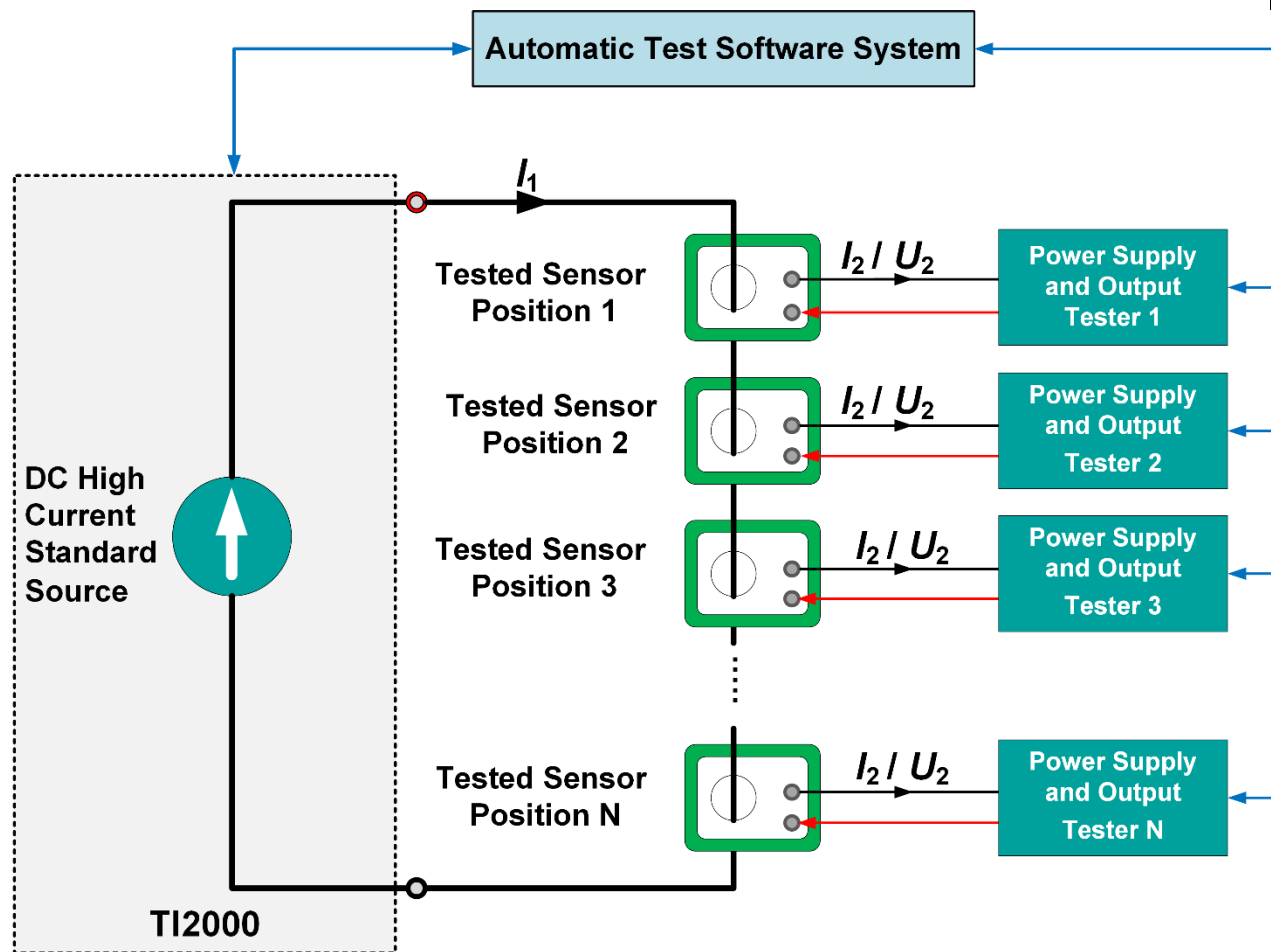 Automatic Test Software System
I₁
Tested Sensor
Position 1
I₂ / U₂
Power Supply
and Output
Tester 1
Tested Sensor
Position 2
I₂ / U₂
Power Supply
and Output
Tester 2
DC High
Current
Standard
Source
Tested Sensor
Position 3
I₂ / U₂
Power Supply
and Output
Tester 3
Tested Sensor
Position N
I₂ / U₂
Power Supply
and Output
Tester N
TI2000